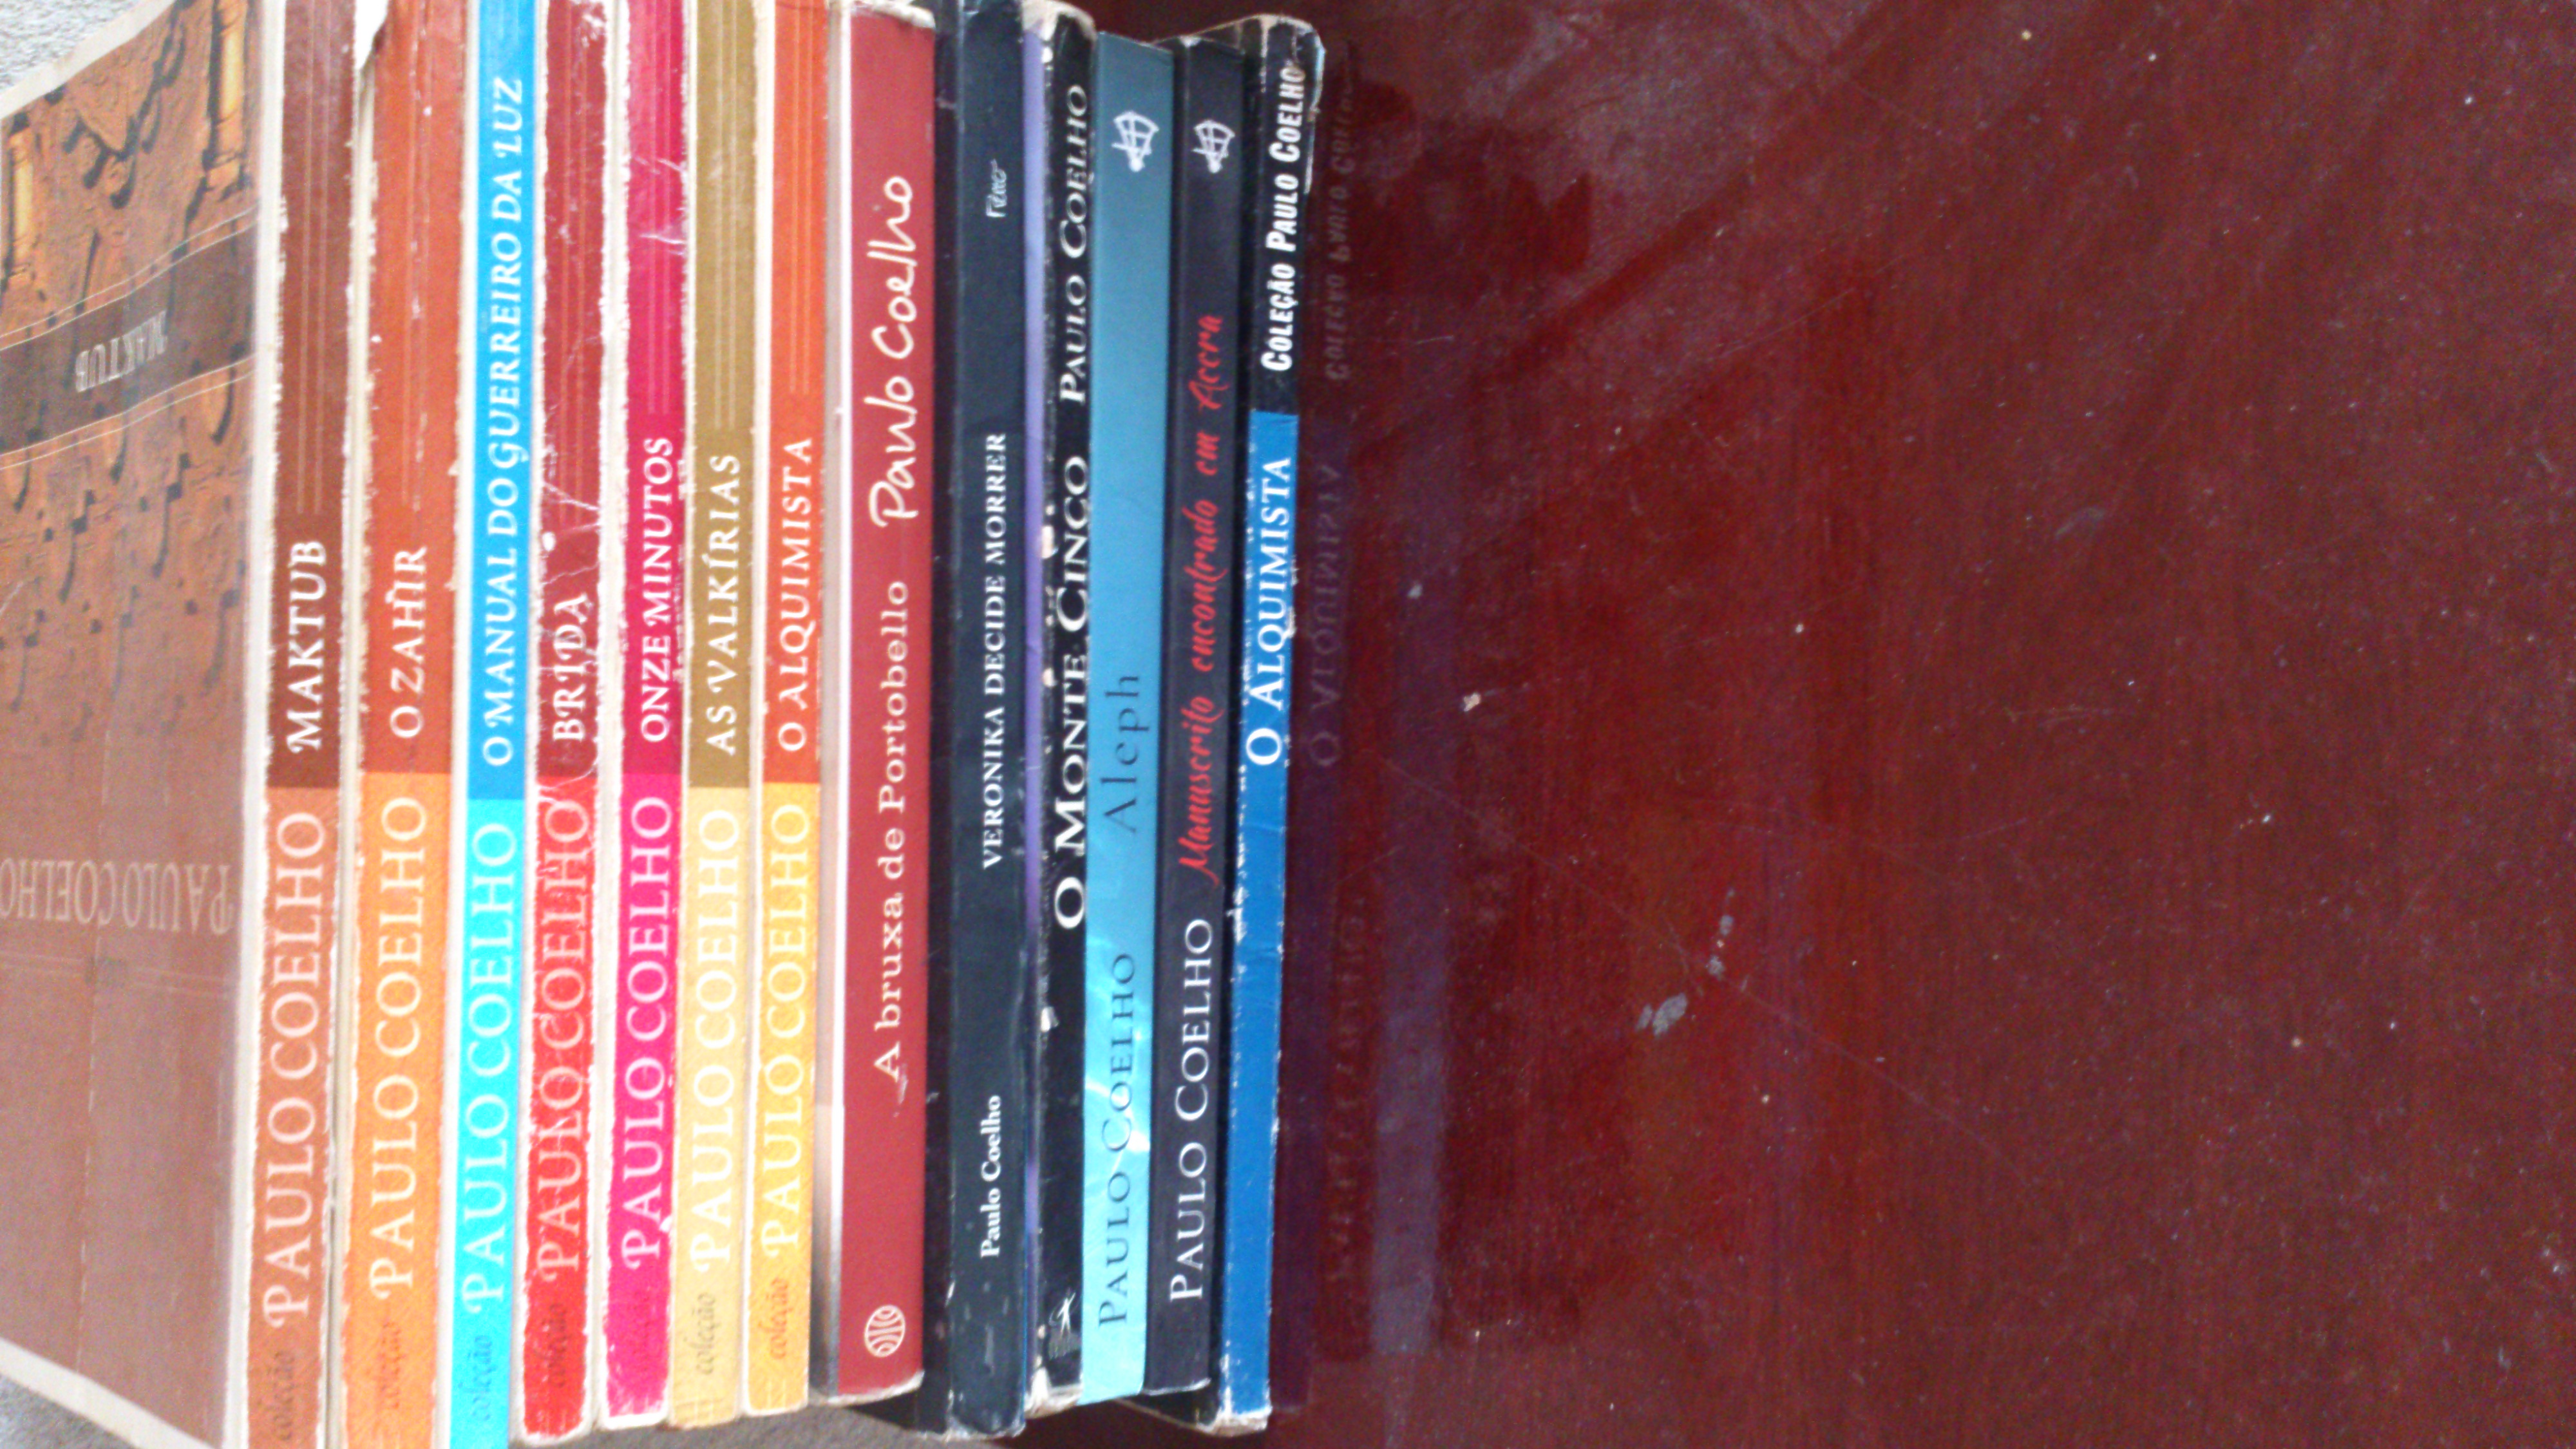 PAULO COELHO
MAKTUB
coleção PAULO COELHO MAKTUB
coleção PAULO COELHO O ZAHIR
coleção PAULO COELHO O MANUAL DO GUERREIRO DA LUZ
coleção PAULO COELHO BRIDA
coleção PAULO COELHO ONZE MINUTOS
coleção PAULO COELHO AS VALKÍRIAS
coleção PAULO COELHO O ALQUIMISTA
A bruxa de Portobello Paulo Coelho
Paulo Coelho VERONIKA DECIDE MORRER
O MONTE CINCO PAULO COELHO
PAULO COELHO Aleph
PAULO COELHO Manuscrito encontrado em Accra
O ALQUIMISTA COLEÇÃO PAULO COELHO